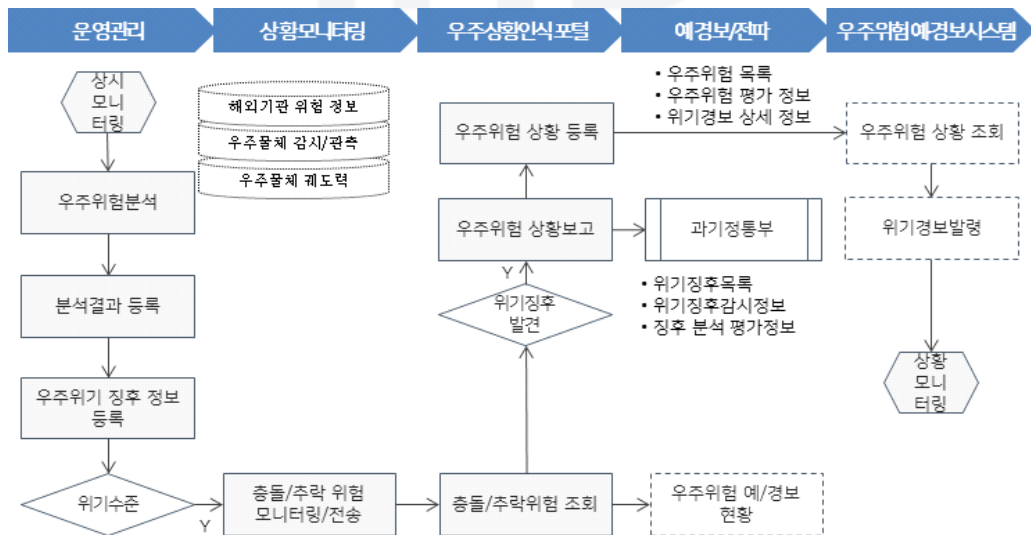 운영관리
상황모니터링
우주상황인식 포털
예경보/전파
우주위험예경보시스템
상시
모니
터링
해외기관 위험 정보
우주물체 감시/관측
우주물체 궤도력
• 우주위험 목록
• 우주위험 평가 정보
• 위기경보 상세 정보
우주위험 상황 등록
우주위험 상황 조회
우주위험분석
우주위험 상황보고
과기정통부
위기경보발령
Y
위기징후
발견
• 위기징후목록
• 위기징후감시정보
• 징후 분석 평가정보
분석결과 등록
상황
모니
터링
우주위기 징후 정보
등록
위기수준
Y
충돌/추락 위험
모니터링/전송
충돌/추락위험 조회
우주위험 예/경보
현황